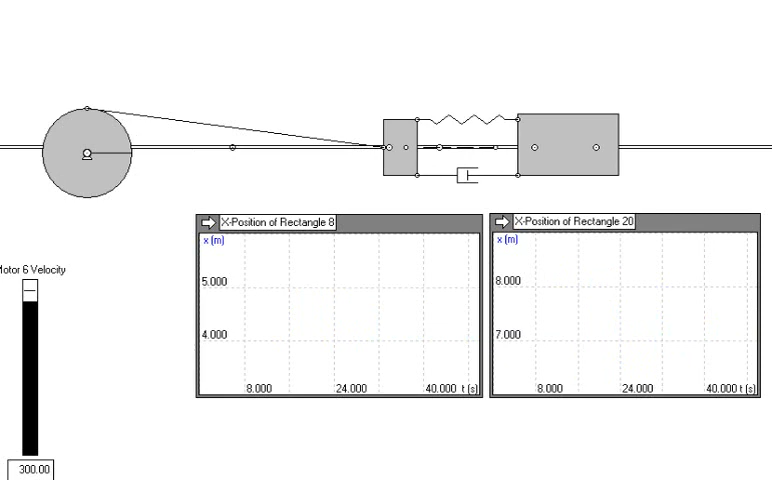 X-Position of Rectangle 8
X-Position of Rectangle 20
x (m)
x (m)
5.000
8.000
4.000
7.000
8.000 24.000 40.000 t (s)
8.000 24.000 40.000 t (s)
otor 6 Velocity
300.00